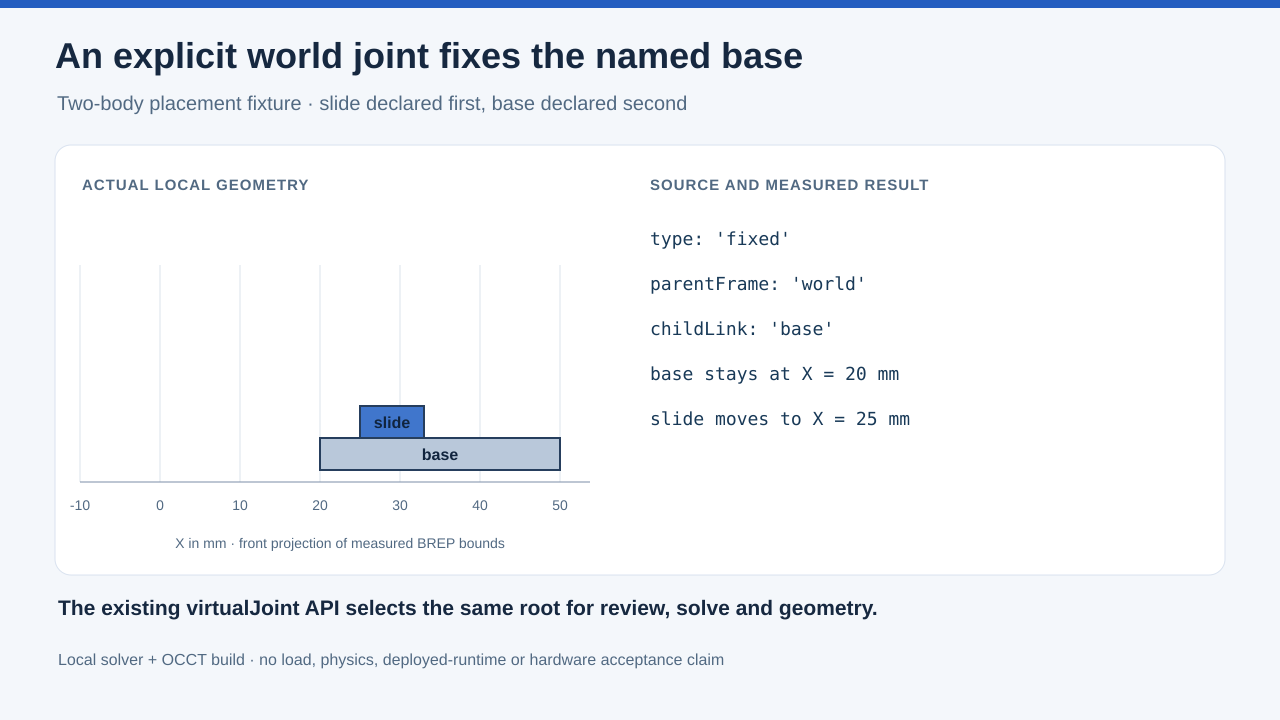 An explicit world joint fixes the named base
Two-body placement fixture · slide declared first, base declared second
ACTUAL LOCAL GEOMETRY
slide
base
-10 0 10 20 30 40 50
X in mm · front projection of measured BREP bounds
SOURCE AND MEASURED RESULT
type: 'fixed'
parentFrame: 'world'
childLink: 'base'
base stays at X = 20 mm
slide moves to X = 25 mm
The existing virtualJoint API selects the same root for review, solve and geometry.
Local solver + OCCT build · no load, physics, deployed-runtime or hardware acceptance claim